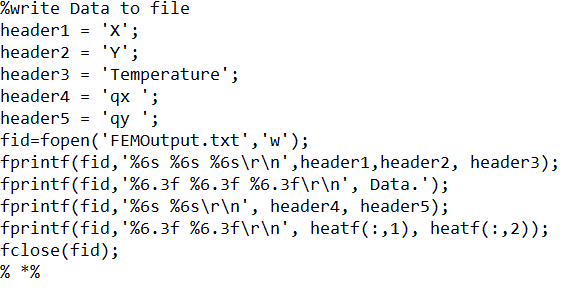 %write Data to file
header1 = 'X';
header2 = 'Y';
header3 = 'Temperature';
header4 = 'qx ';
header5 = 'qy ';
fid=fopen('FEMOutput.txt','w');
fprintf(fid,'%6s %6s %6s\r\n',header1,header2, header3);
fprintf(fid,'%6.3f %6.3f %6.3f\r\n', Data.');
fprintf(fid,'%6s %6s\r\n', header4, header5);
fprintf(fid,'%6.3f %6.3f\r\n', heatf(:,1), heatf(:,2));
fclose(fid);
% *%